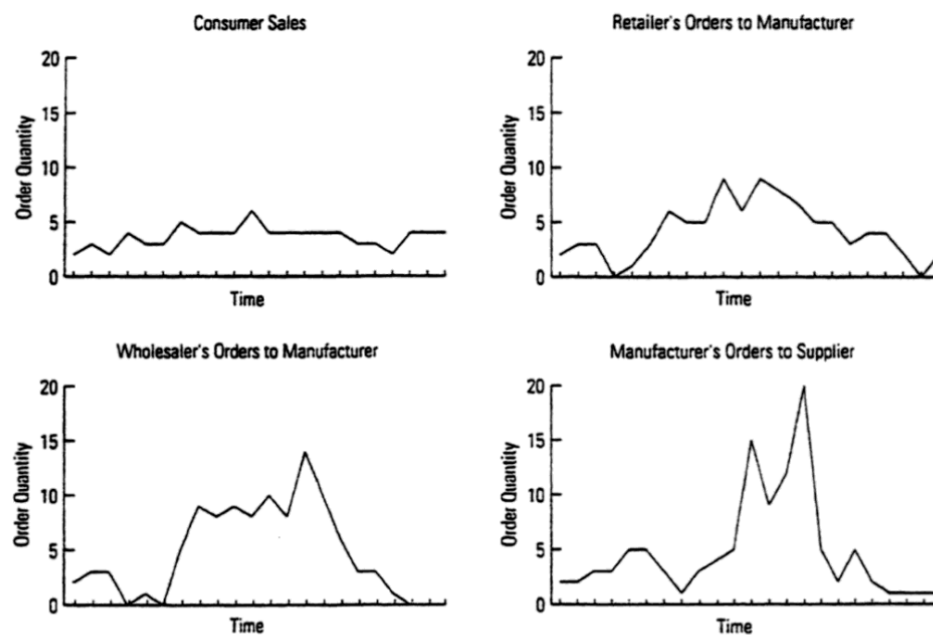 Consumer Sales
20
15
10
5
0
Order Quantity
Time
Retailer's Orders to Manufacturer
20
15
10
5
0
Order Quantity
Time
Wholesaler's Orders to Manufacturer
20
15
10
5
0
Order Quantity
Time
Manufacturer's Orders to Supplier
20
15
10
5
0
Order Quantity
Time